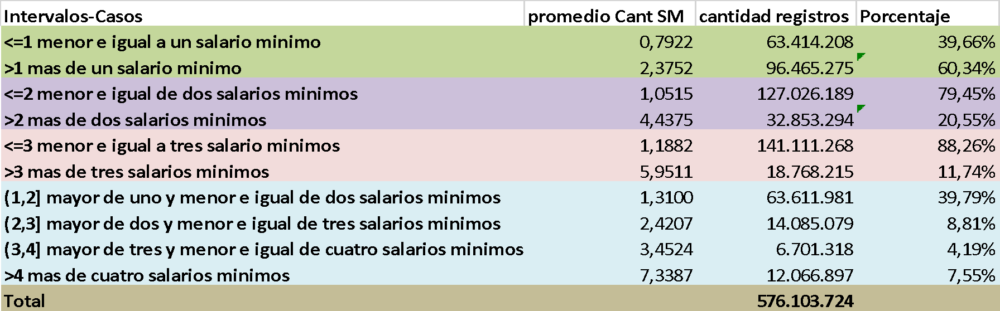 Intervalos-Casos promedio Cant SM cantidad registros Porcentaje
<=1 menor e igual a un salario minimo 0,7922 63.414.208 39,66%
>1 mas de un salario minimo 2,3752 96.465.275 60,34%
<=2 menor e igual de dos salarios minimos 1,0515 127.026.189 79,45%
>2 mas de dos salarios minimos 4,4375 32.853.294 20,55%
<=3 menor e igual a tres salario minimos 1,1882 141.111.268 88,26%
>3 mas de tres salarios minimos 5,9511 18.768.215 11,74%
(1,2] mayor de uno y menor e igual de dos salarios minimos 1,3100 63.611.981 39,79%
(2,3] mayor de dos y menor e igual de tres salarios minimos 2,4207 14.085.079 8,81%
(3,4] mayor de tres y menor e igual de cuatro salarios minimos 3,4524 6.701.318 4,19%
>4 mas de cuatro salarios minimos 7,3387 12.066.897 7,55%
Total 576.103.724